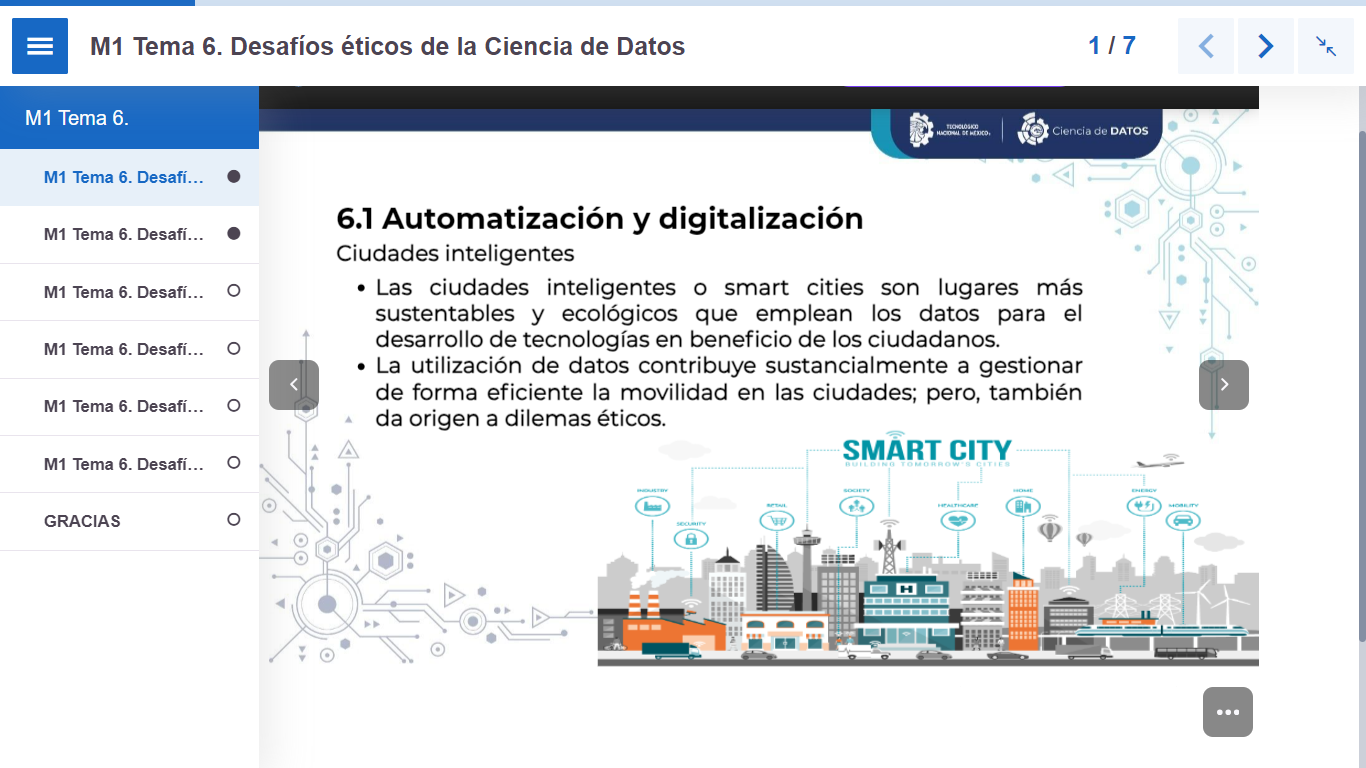 M1 Tema 6. Desafíos éticos de la Ciencia de Datos
1 / 7
M1 Tema 6.
M1 Tema 6. Desafí...
M1 Tema 6. Desafí...
M1 Tema 6. Desafí...
M1 Tema 6. Desafí...
M1 Tema 6. Desafí...
M1 Tema 6. Desafí...
GRACIAS
TECNOLÓGICO
NACIONAL DE MÉXICO®
Ciencia de DATOS
6.1 Automatización y digitalización
Ciudades inteligentes
• Las ciudades inteligentes o smart cities son lugares más
sustentables y ecológicos que emplean los datos para el
desarrollo de tecnologías en beneficio de los ciudadanos.
• La utilización de datos contribuye sustancialmente a gestionar
de forma eficiente la movilidad en las ciudades; pero, también
da origen a dilemas éticos.
SMART CITY
BUILDING TOMORROW'S CITIES
INDUSTRY
SECURITY
RETAIL
SOCIETY
HEALTHCARE
HOME
ENERGY
MOBILITY
H